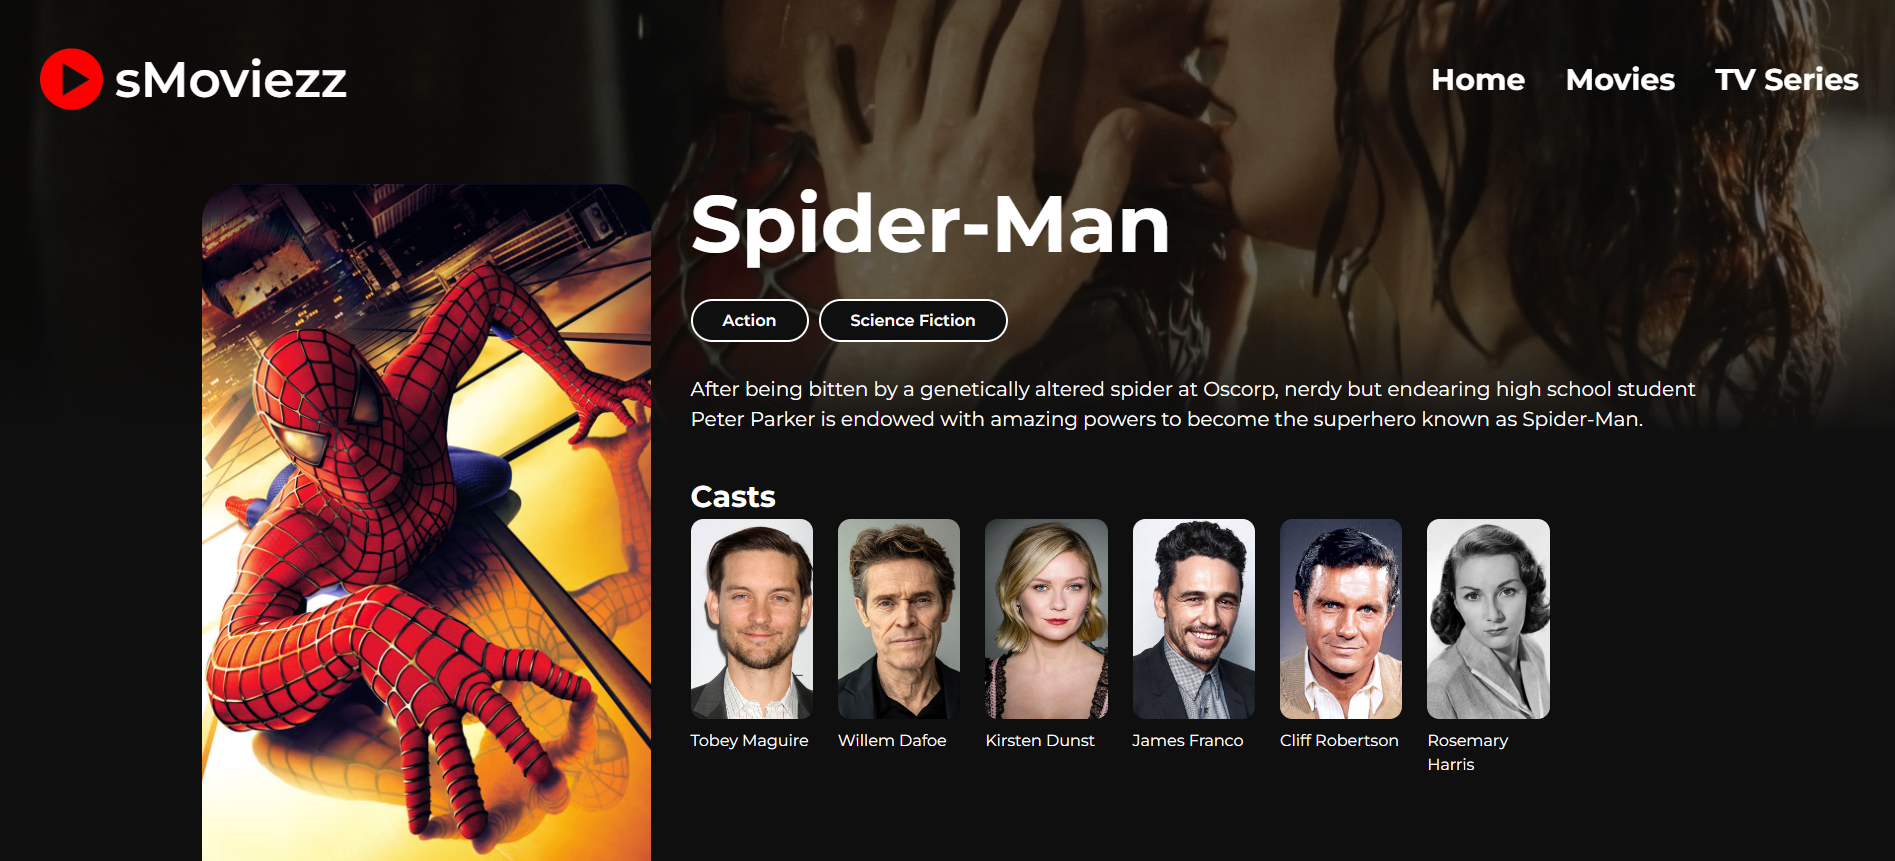 sMoviezz
Home
Movies
TV Series
Spider-Man
Action
Science Fiction
After being bitten by a genetically altered spider at Oscorp, nerdy but endearing high school student
Peter Parker is endowed with amazing powers to become the superhero known as Spider-Man.
Casts
Tobey Maguire
Willem Dafoe
Kirsten Dunst
James Franco
Cliff Robertson
Rosemary
Harris